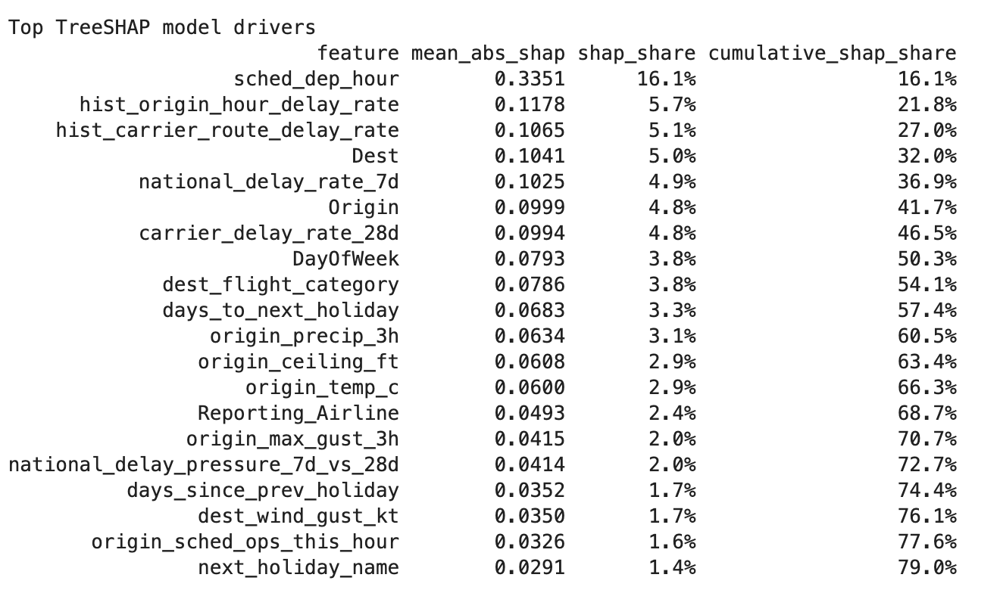 Top TreeSHAP model drivers
feature mean_abs_shap shap_share cumulative_shap_share
sched_dep_hour 0.3351 16.1% 16.1%
hist_origin_hour_delay_rate 0.1178 5.7% 21.8%
hist_carrier_route_delay_rate 0.1065 5.1% 27.0%
Dest 0.1041 5.0% 32.0%
national_delay_rate_7d 0.1025 4.9% 36.9%
Origin 0.0999 4.8% 41.7%
carrier_delay_rate_28d 0.0994 4.8% 46.5%
DayOfWeek 0.0793 3.8% 50.3%
dest_flight_category 0.0786 3.8% 54.1%
days_to_next_holiday 0.0683 3.3% 57.4%
origin_precip_3h 0.0634 3.1% 60.5%
origin_ceiling_ft 0.0608 2.9% 63.4%
origin_temp_c 0.0600 2.9% 66.3%
Reporting_Airline 0.0493 2.4% 68.7%
origin_max_gust_3h 0.0415 2.0% 70.7%
national_delay_pressure_7d_vs_28d 0.0414 2.0% 72.7%
days_since_prev_holiday 0.0352 1.7% 74.4%
dest_wind_gust_kt 0.0350 1.7% 76.1%
origin_sched_ops_this_hour 0.0326 1.6% 77.6%
next_holiday_name 0.0291 1.4% 79.0%